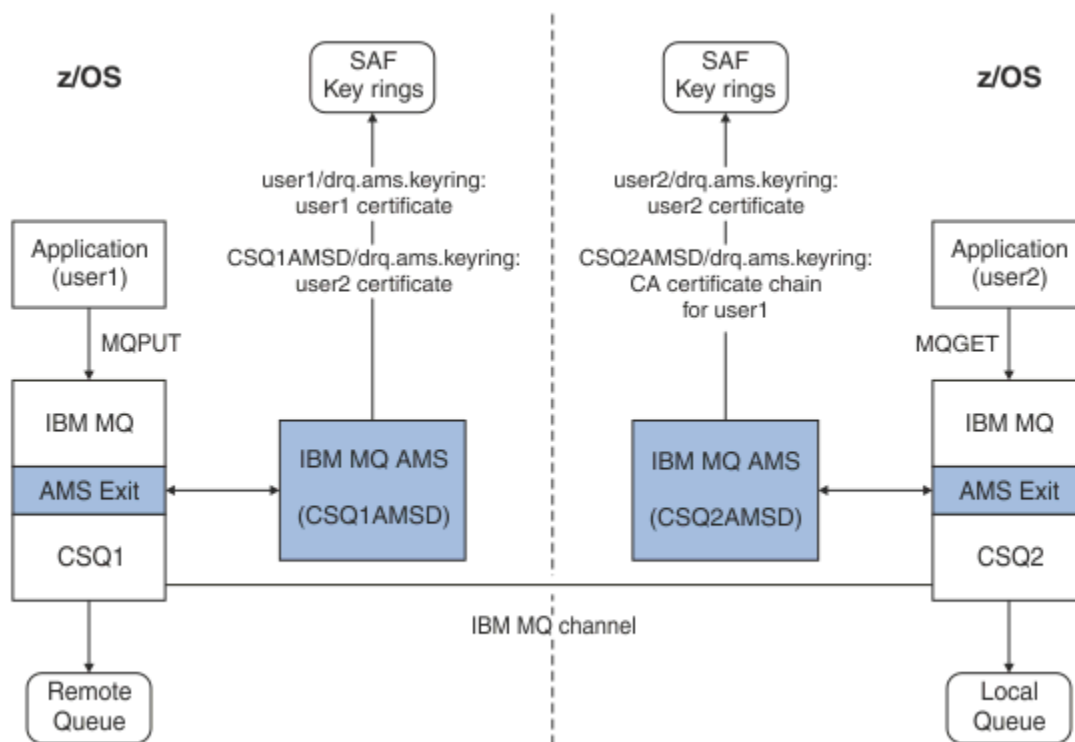 z/OS
SAF
Key rings
user1/drq.ams.keyring:
user1 certificate
CSQ1AMSD/drq.ams.keyring:
user2 certificate
Application
(user1)
MQPUT
IBM MQ
AMS Exit
CSQ1
IBM MQ AMS
(CSQ1AMSD)
Remote
Queue
IBM MQ channel
SAF
Key rings
z/OS
user2/drq.ams.keyring:
user2 certificate
CSQ2AMSD/drq.ams.keyring:
CA certificate chain
for user1
Application
(user2)
MQGET
IBM MQ AMS
(CSQ2AMSD)
IBM MQ
AMS Exit
CSQ2
Local
Queue